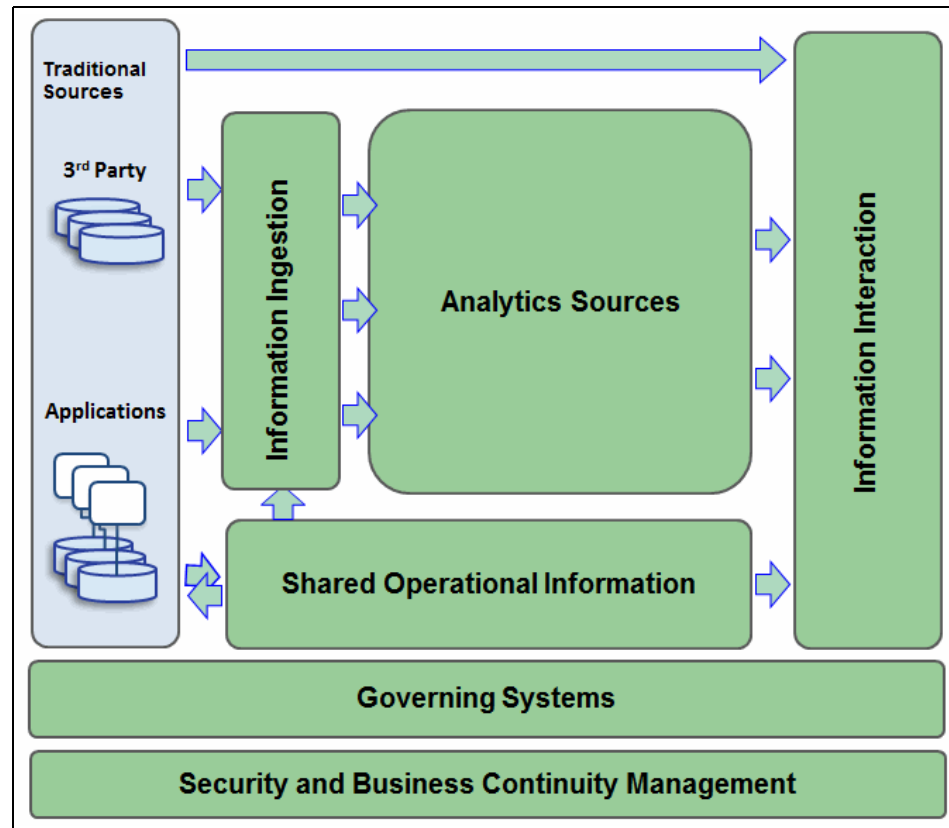 Traditional
Sources
3rd Party
Applications
Information Ingestion
Analytics Sources
Shared Operational Information
Information Interaction
Governing Systems
Security and Business Continuity Management